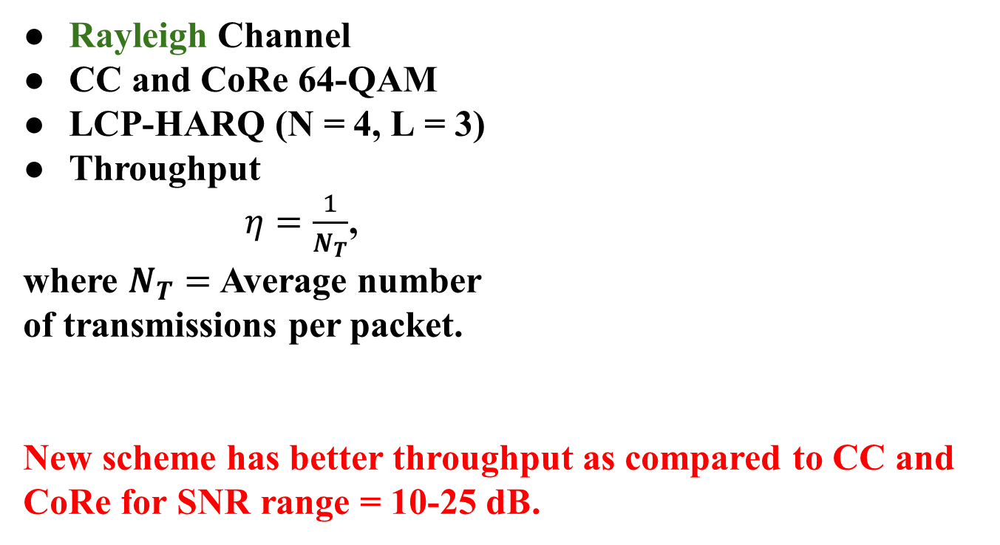 ● Rayleigh Channel
● CC and CoRe 64-QAM
● LCP-HARQ (N = 4, L = 3)
● Throughput
η = 1/N_T,
where N_T = Average number
of transmissions per packet.
New scheme has better throughput as compared to CC and
CoRe for SNR range = 10-25 dB.